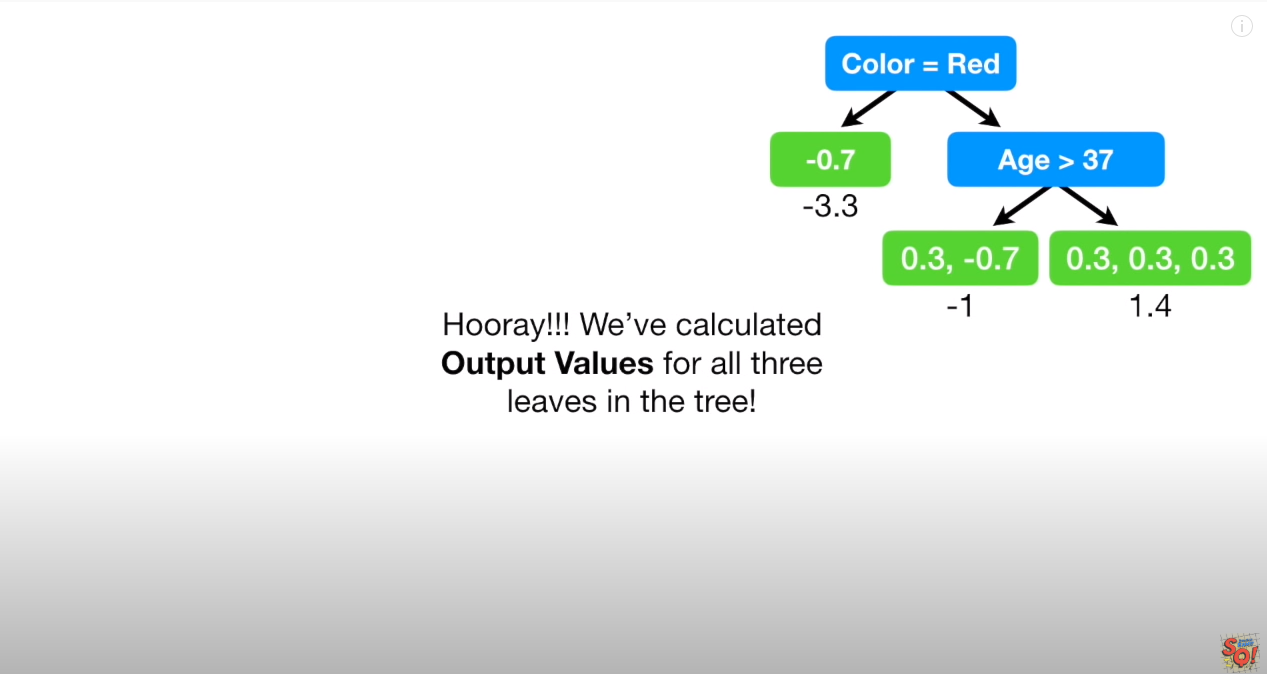 Color = Red
-0.7
Age > 37
-3.3
0.3, -0.7
0.3, 0.3, 0.3
-1
1.4
Hooray!!! We’ve calculated
Output Values for all three
leaves in the tree!
SQ!